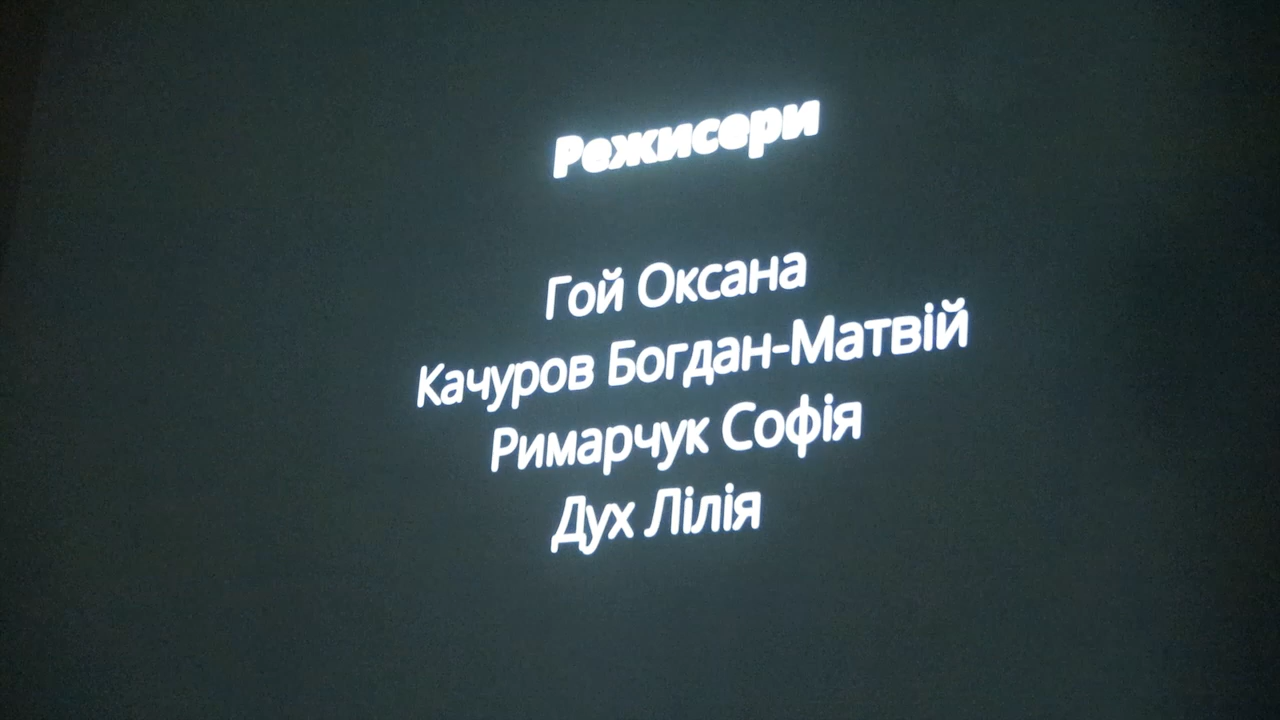 Режисери
Гой Оксана
Качуров Богдан-Матвій
Римарчук Софія
Дух Лілія